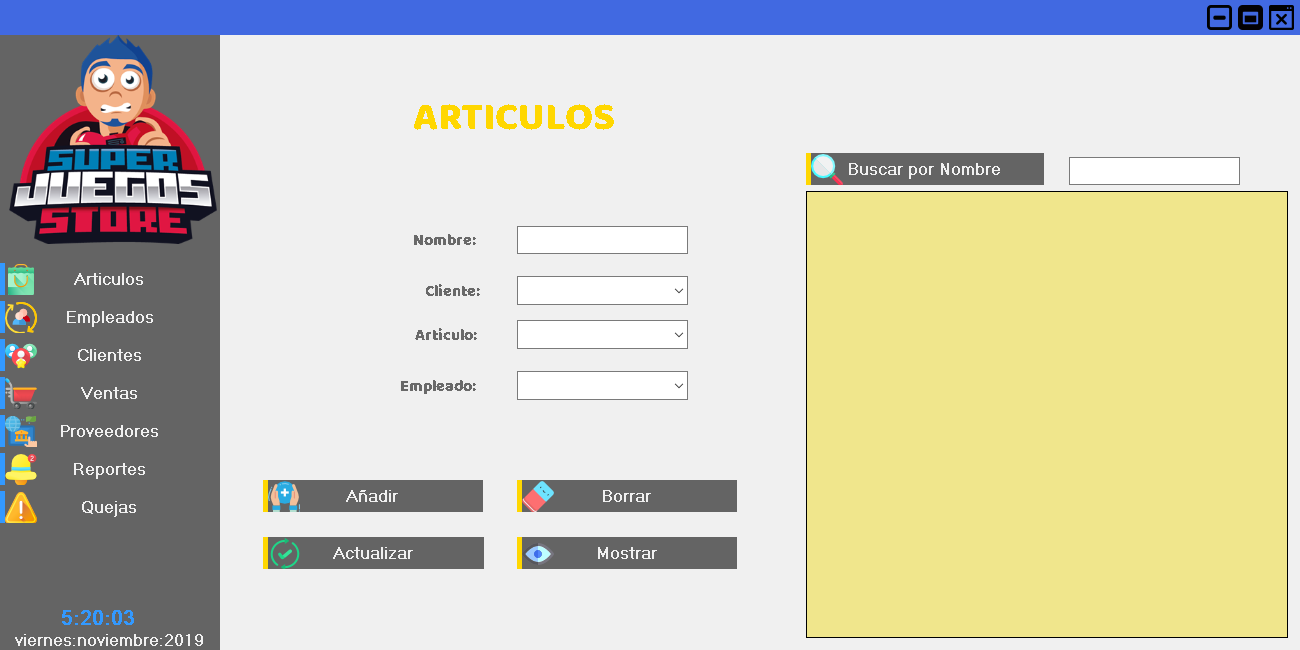 SUPER
JUEGOS
STORE
Articulos
Empleados
Clientes
Ventas
Proveedores
Reportes
2
Quejas
5:20:03
viernes:noviembre:2019
ARTICULOS
Nombre:
Cliente:
Articulo:
Empleado:
Añadir
Borrar
Actualizar
Mostrar
Buscar por Nombre